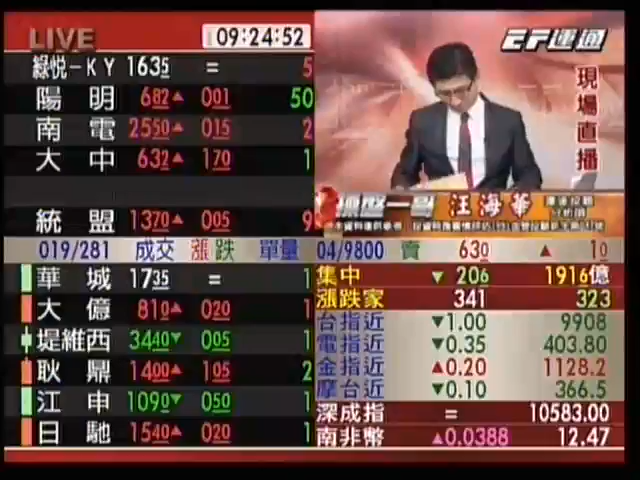 LIVE 09:24:52
綠悅-KY 1635 = 5
陽明 682▲ 001 50
南電 2550▲ 015 2
大中 632▲ 170 1
統盟 1370▲ 005 9
019/281 成交 漲跌 單量
華城 1735 = 1
大億 810▲ 020 1
堤維西 3440▼ 005 1
耿鼎 1400▲ 105 2
江申 1090▼ 050 1
日馳 1540▲ 020 1
EF運通
現場直播
操盤一哥 汪海華
04/9800 賣 630 ▲ 10
集中 ▼ 206 1916億
漲跌家 341 323
台指近 ▼1.00 9908
電指近 ▼0.35 403.80
金指近 ▲0.20 1128.2
摩台近 ▼0.10 366.5
深成指 = 10583.00
南非幣 ▲0.0388 12.47